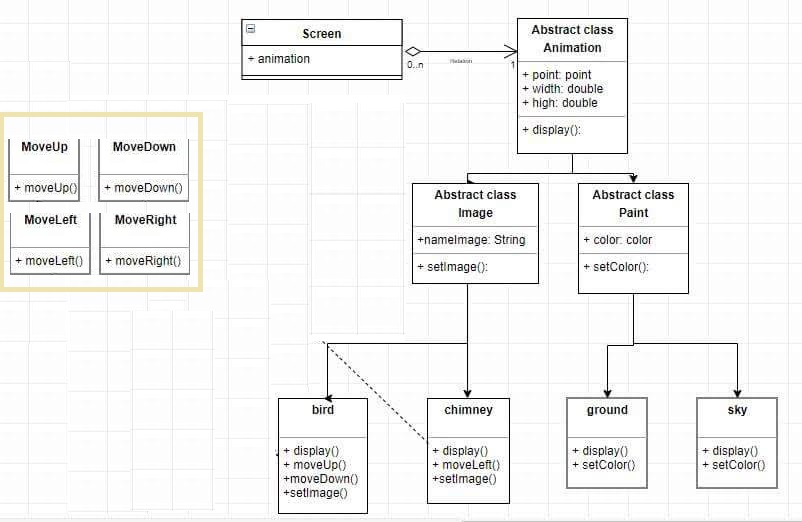 Screen
+ animation
0..n
Relation
1
Abstract class
Animation
+ point: point
+ width: double
+ high: double
+ display():
MoveUp
+ moveUp()
MoveDown
+ moveDown()
MoveLeft
+ moveLeft()
MoveRight
+ moveRight()
Abstract class
Image
+nameImage: String
+ setImage():
Abstract class
Paint
+ color: color
+ setColor():
bird
+ display()
+ moveUp()
+moveDown()
+setImage()
chimney
+ display()
+ moveLeft()
+setImage()
ground
+ display()
+ setColor()
sky
+ display()
+ setColor()